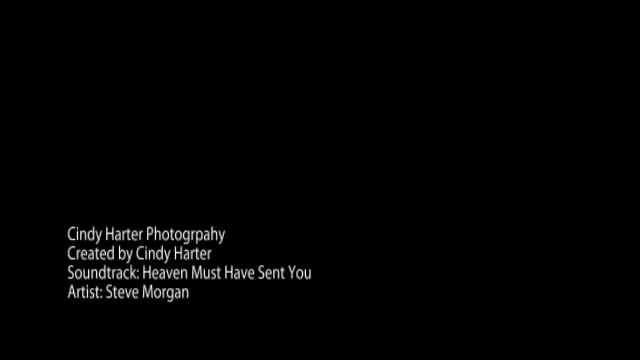 Cindy Harter Photogrpahy
Created by Cindy Harter
Soundtrack: Heaven Must Have Sent You
Artist: Steve Morgan